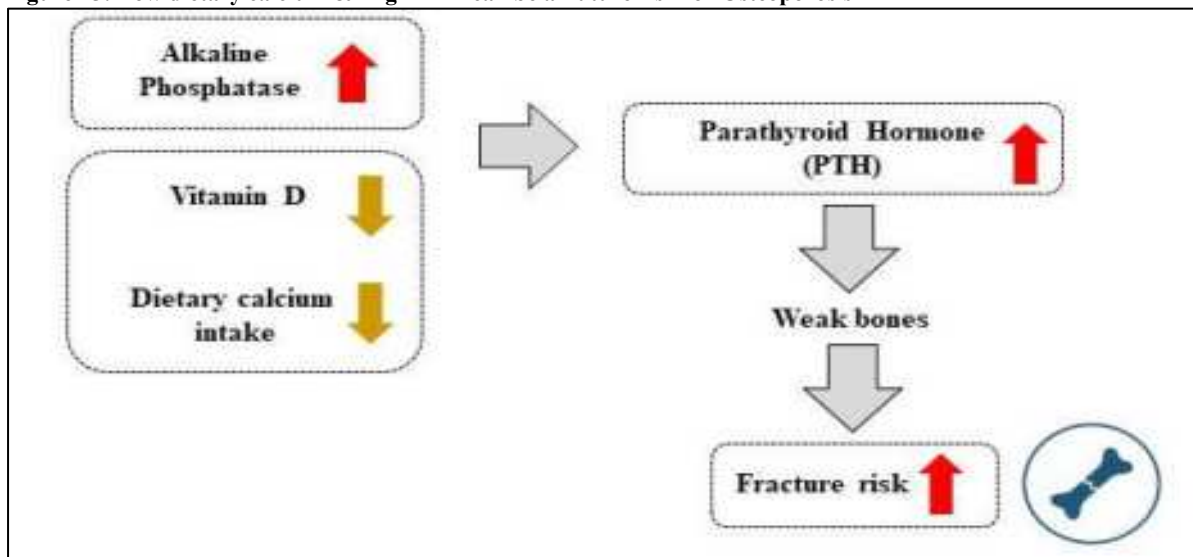 Alkaline
Phosphatase
Vitamin D
Dietary calcium
intake
Parathyroid Hormone
(PTH)
Weak bones
Fracture risk